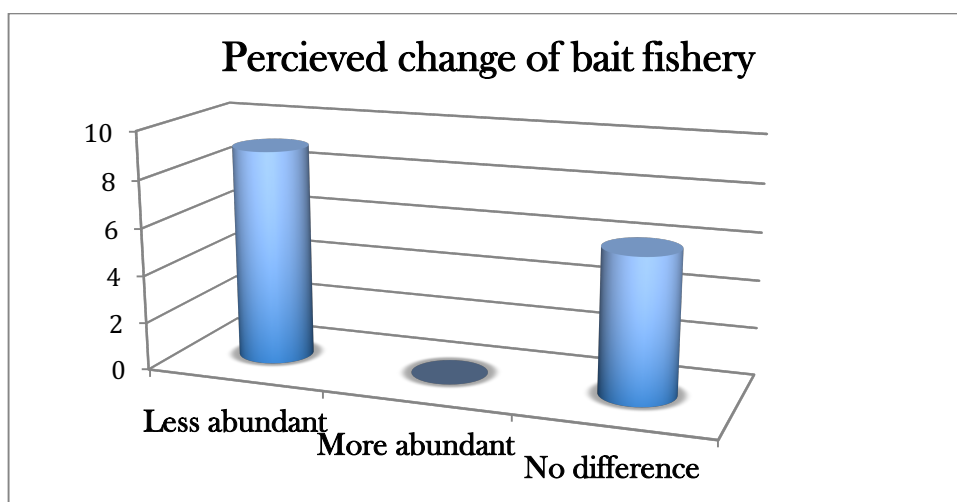 Percieved change of bait fishery
10
8
6
4
2
0
Less abundant
More abundant
No difference